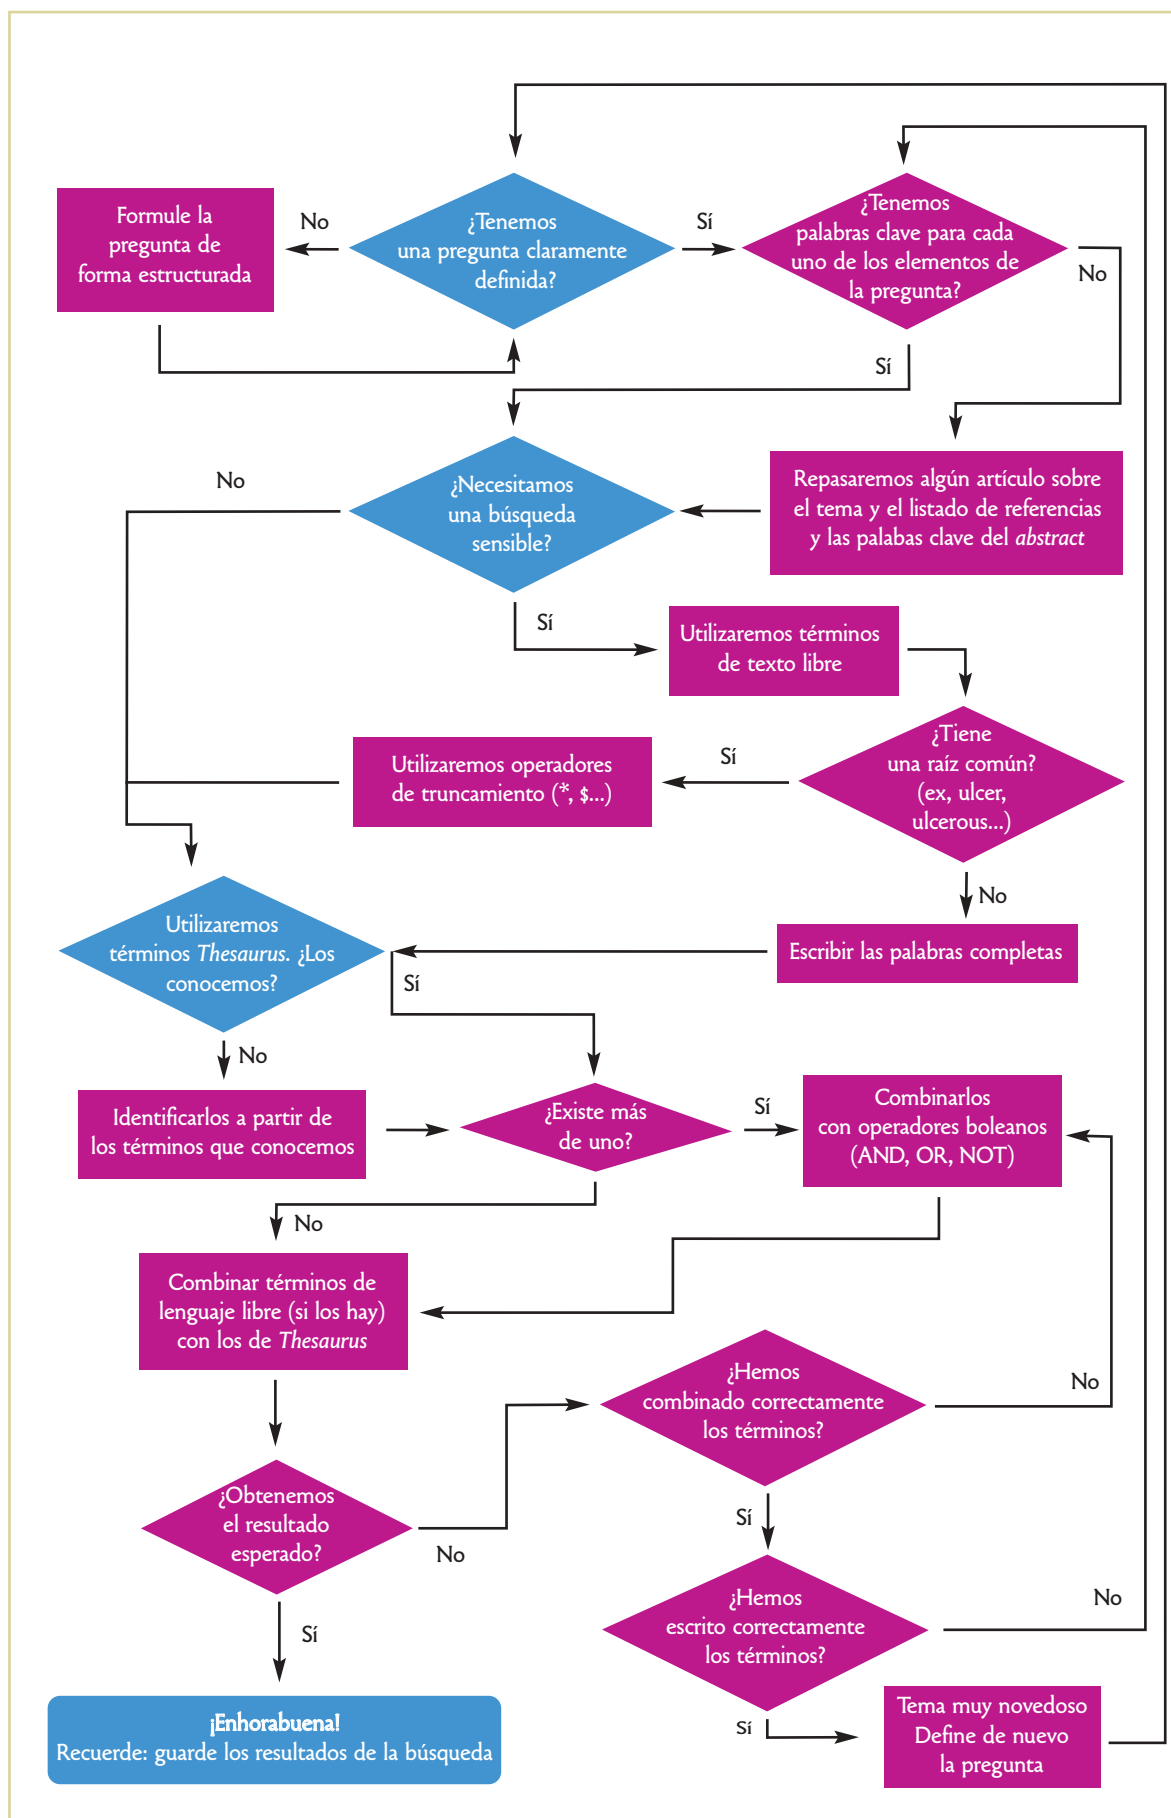 Formule la
pregunta de
forma estructurada
No
¿Tenemos
una pregunta claramente
definida?
Sí
¿Tenemos
palabras clave para cada
uno de los elementos de
la pregunta?
No
Sí
No
¿Necesitamos
una búsqueda
sensible?
Repasaremos algún artículo sobre
el tema y el listado de referencias
y las palabas clave del abstract
Sí
Utilizaremos términos
de texto libre
Utilizaremos operadores
de truncamiento (*, $...)
Sí
¿Tiene
una raíz común?
(ex, ulcer,
ulcerous...)
No
Utilizaremos
términos Thesaurus. ¿Los
conocemos?
Sí
Escribir las palabras completas
No
Identificarlos a partir de
los términos que conocemos
¿Existe más
de uno?
Sí
Combinarlos
con operadores boleanos
(AND, OR, NOT)
No
Combinar términos de
lenguaje libre (si los hay)
con los de Thesaurus
¿Hemos
combinado correctamente
los términos?
No
¿Obtenemos
el resultado
esperado?
No
Sí
¿Hemos
escrito correctamente
los términos?
No
Sí
¡Enhorabuena!
Recuerde: guarde los resultados de la búsqueda
Sí
Tema muy novedoso
Define de nuevo
la pregunta